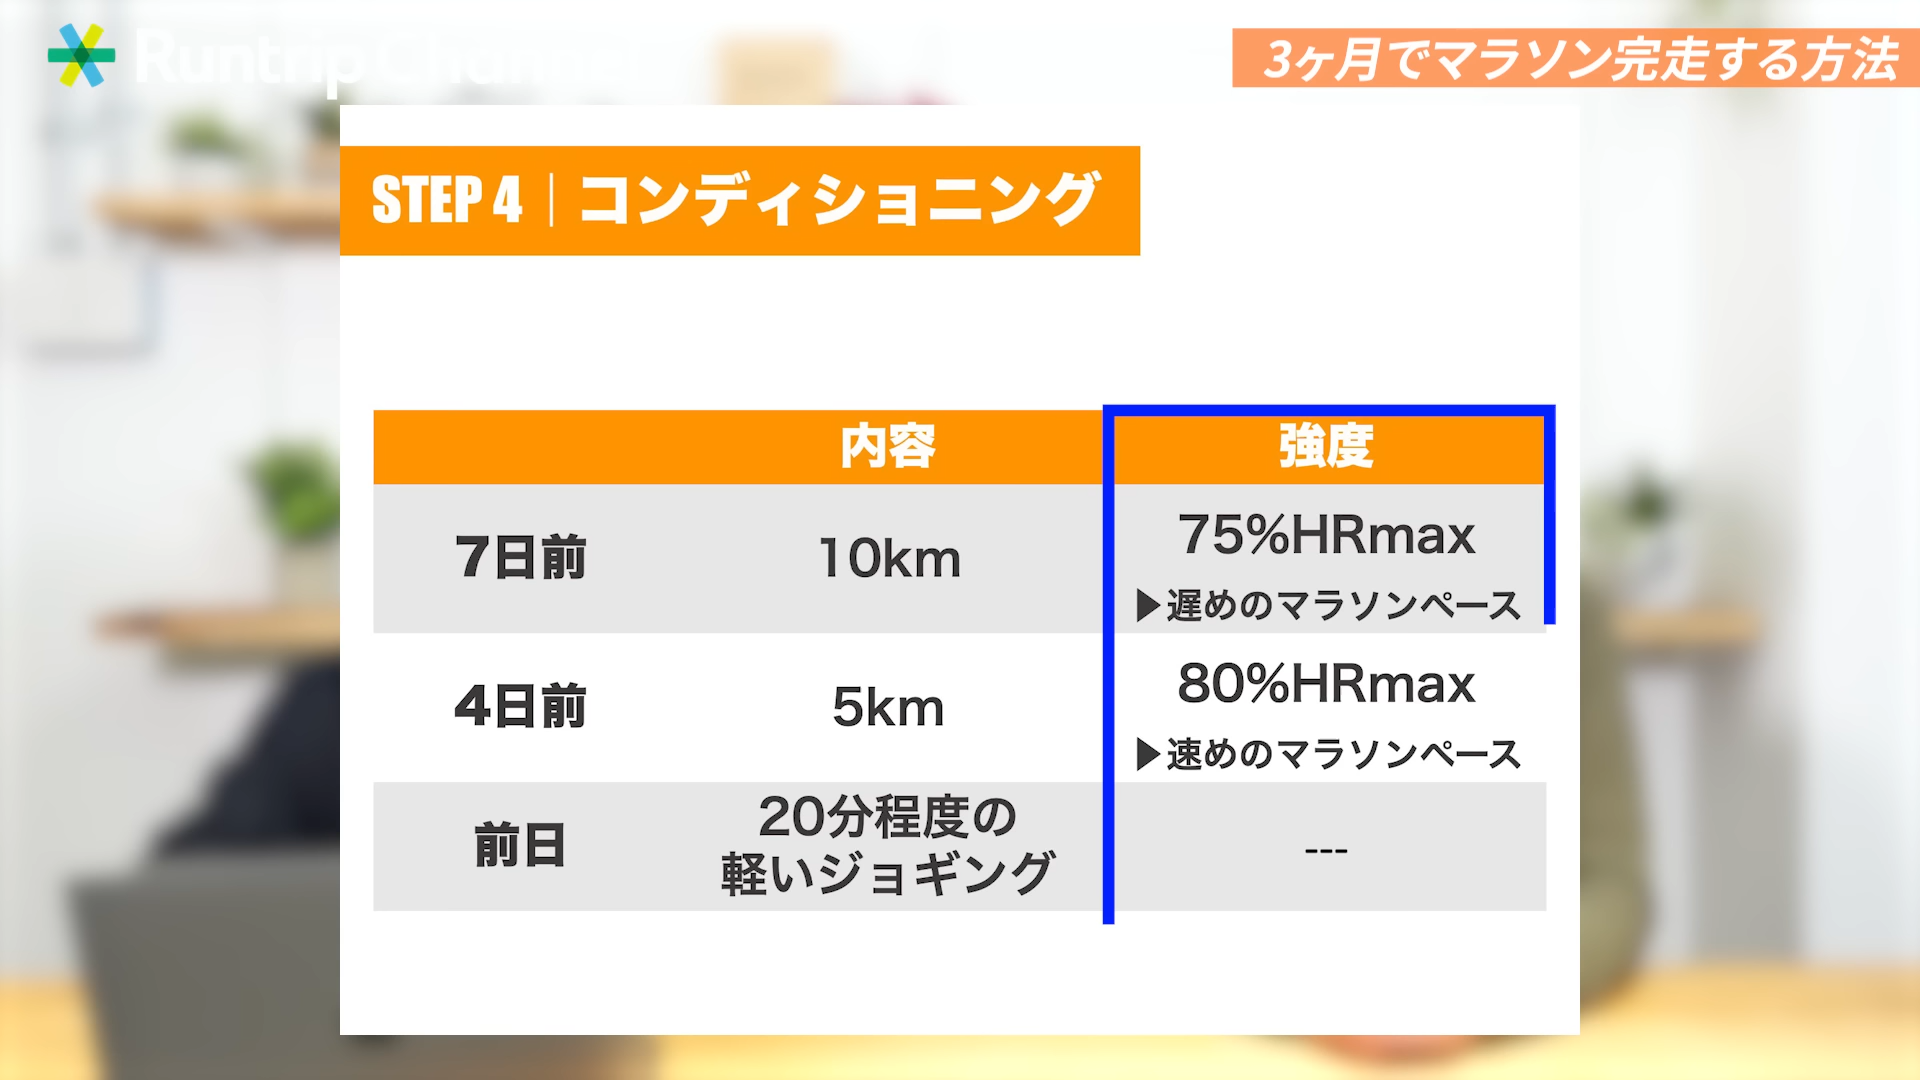 Runtrip
3ヶ月でマラソン完走する方法
STEP 4｜コンディショニング
内容 強度
7日前 10km 75%HRmax
▶遅めのマラソンペース
4日前 5km 80%HRmax
▶速めのマラソンペース
前日 20分程度の
軽いジョギング ---